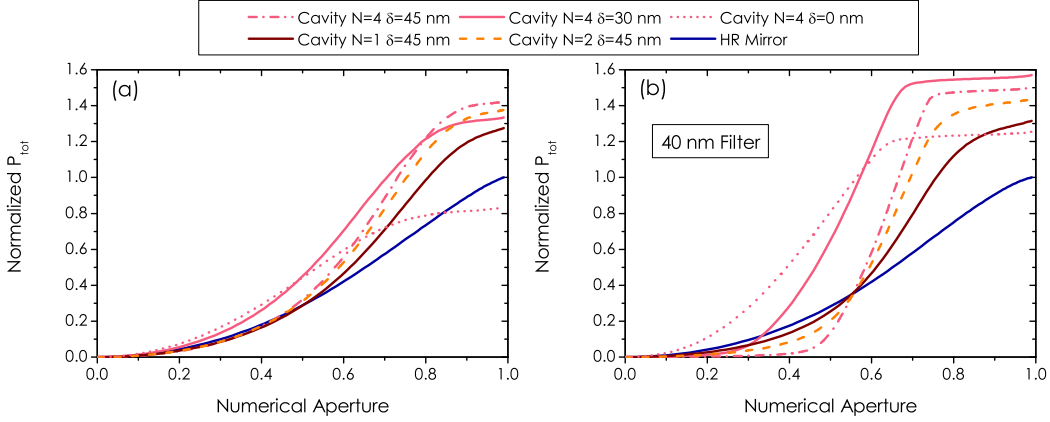 Cavity N=4 δ=45 nm Cavity N=4 δ=30 nm Cavity N=4 δ=0 nm
Cavity N=1 δ=45 nm Cavity N=2 δ=45 nm HR Mirror
(a)
1.6
1.4
1.2
1.0
0.8
0.6
0.4
0.2
0.0
Normalized P_tot
0.0 0.2 0.4 0.6 0.8 1.0
Numerical Aperture
(b)
40 nm Filter
1.6
1.4
1.2
1.0
0.8
0.6
0.4
0.2
0.0
Normalized P_tot
0.0 0.2 0.4 0.6 0.8 1.0
Numerical Aperture